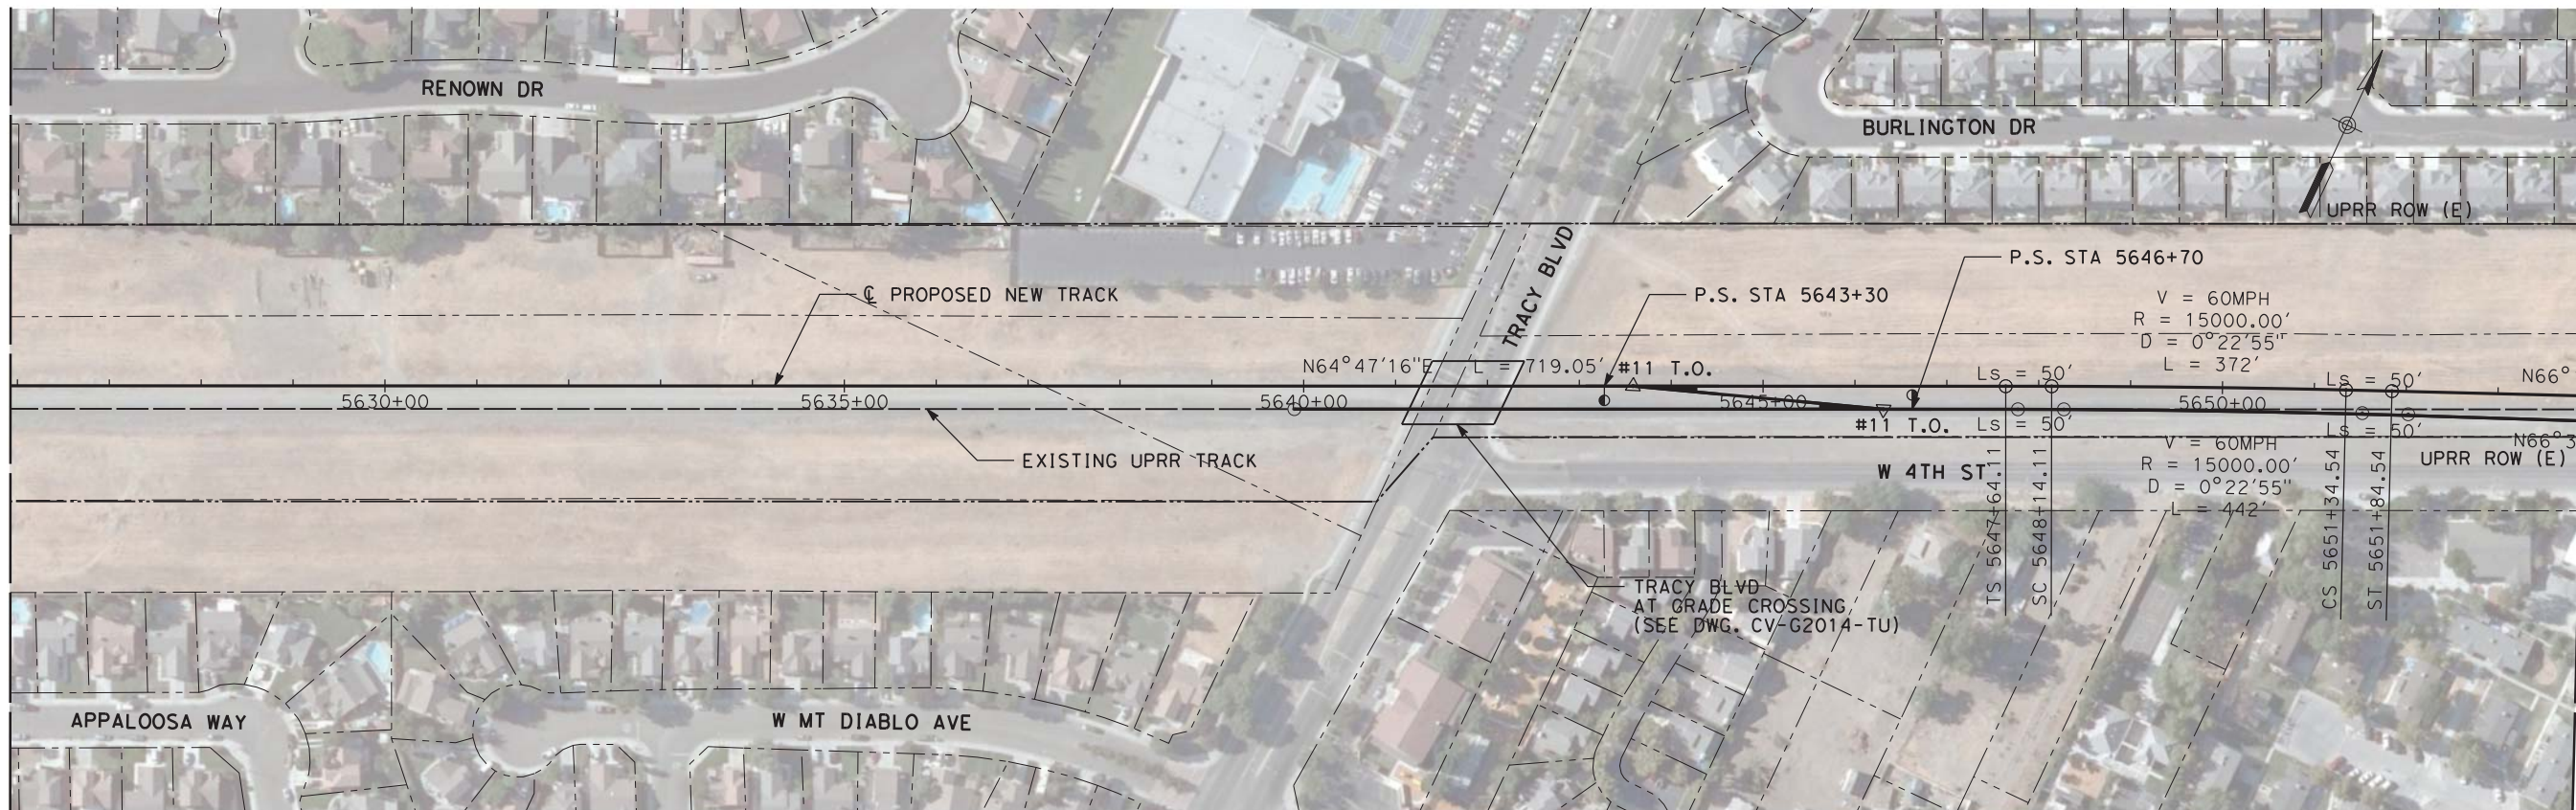 RENOWN DR
BURLINGTON DR
UPRR ROW (E)
TRACY BLVD
P.S. STA 5646+70
℄ PROPOSED NEW TRACK
P.S. STA 5643+30
V = 60MPH
R = 15000.00'
D = 0°22'55"
L = 372'
N64°47'16"E L = 719.05'
#11 T.O.
Ls = 50'
Ls = 50'
N66°
5630+00
5635+00
5640+00
5645+00
5650+00
#11 T.O.
Ls = 50'
Ls = 50'
N66°3
EXISTING UPRR TRACK
W 4TH ST
V = 60MPH
R = 15000.00'
D = 0°22'55"
L = 442'
UPRR ROW (E)
TS 5647+64.11
SC 5648+14.11
CS 5651+34.54
ST 5651+84.54
TRACY BLVD
AT GRADE CROSSING
(SEE DWG. CV-G2014-TU)
APPALOOSA WAY
W MT DIABLO AVE